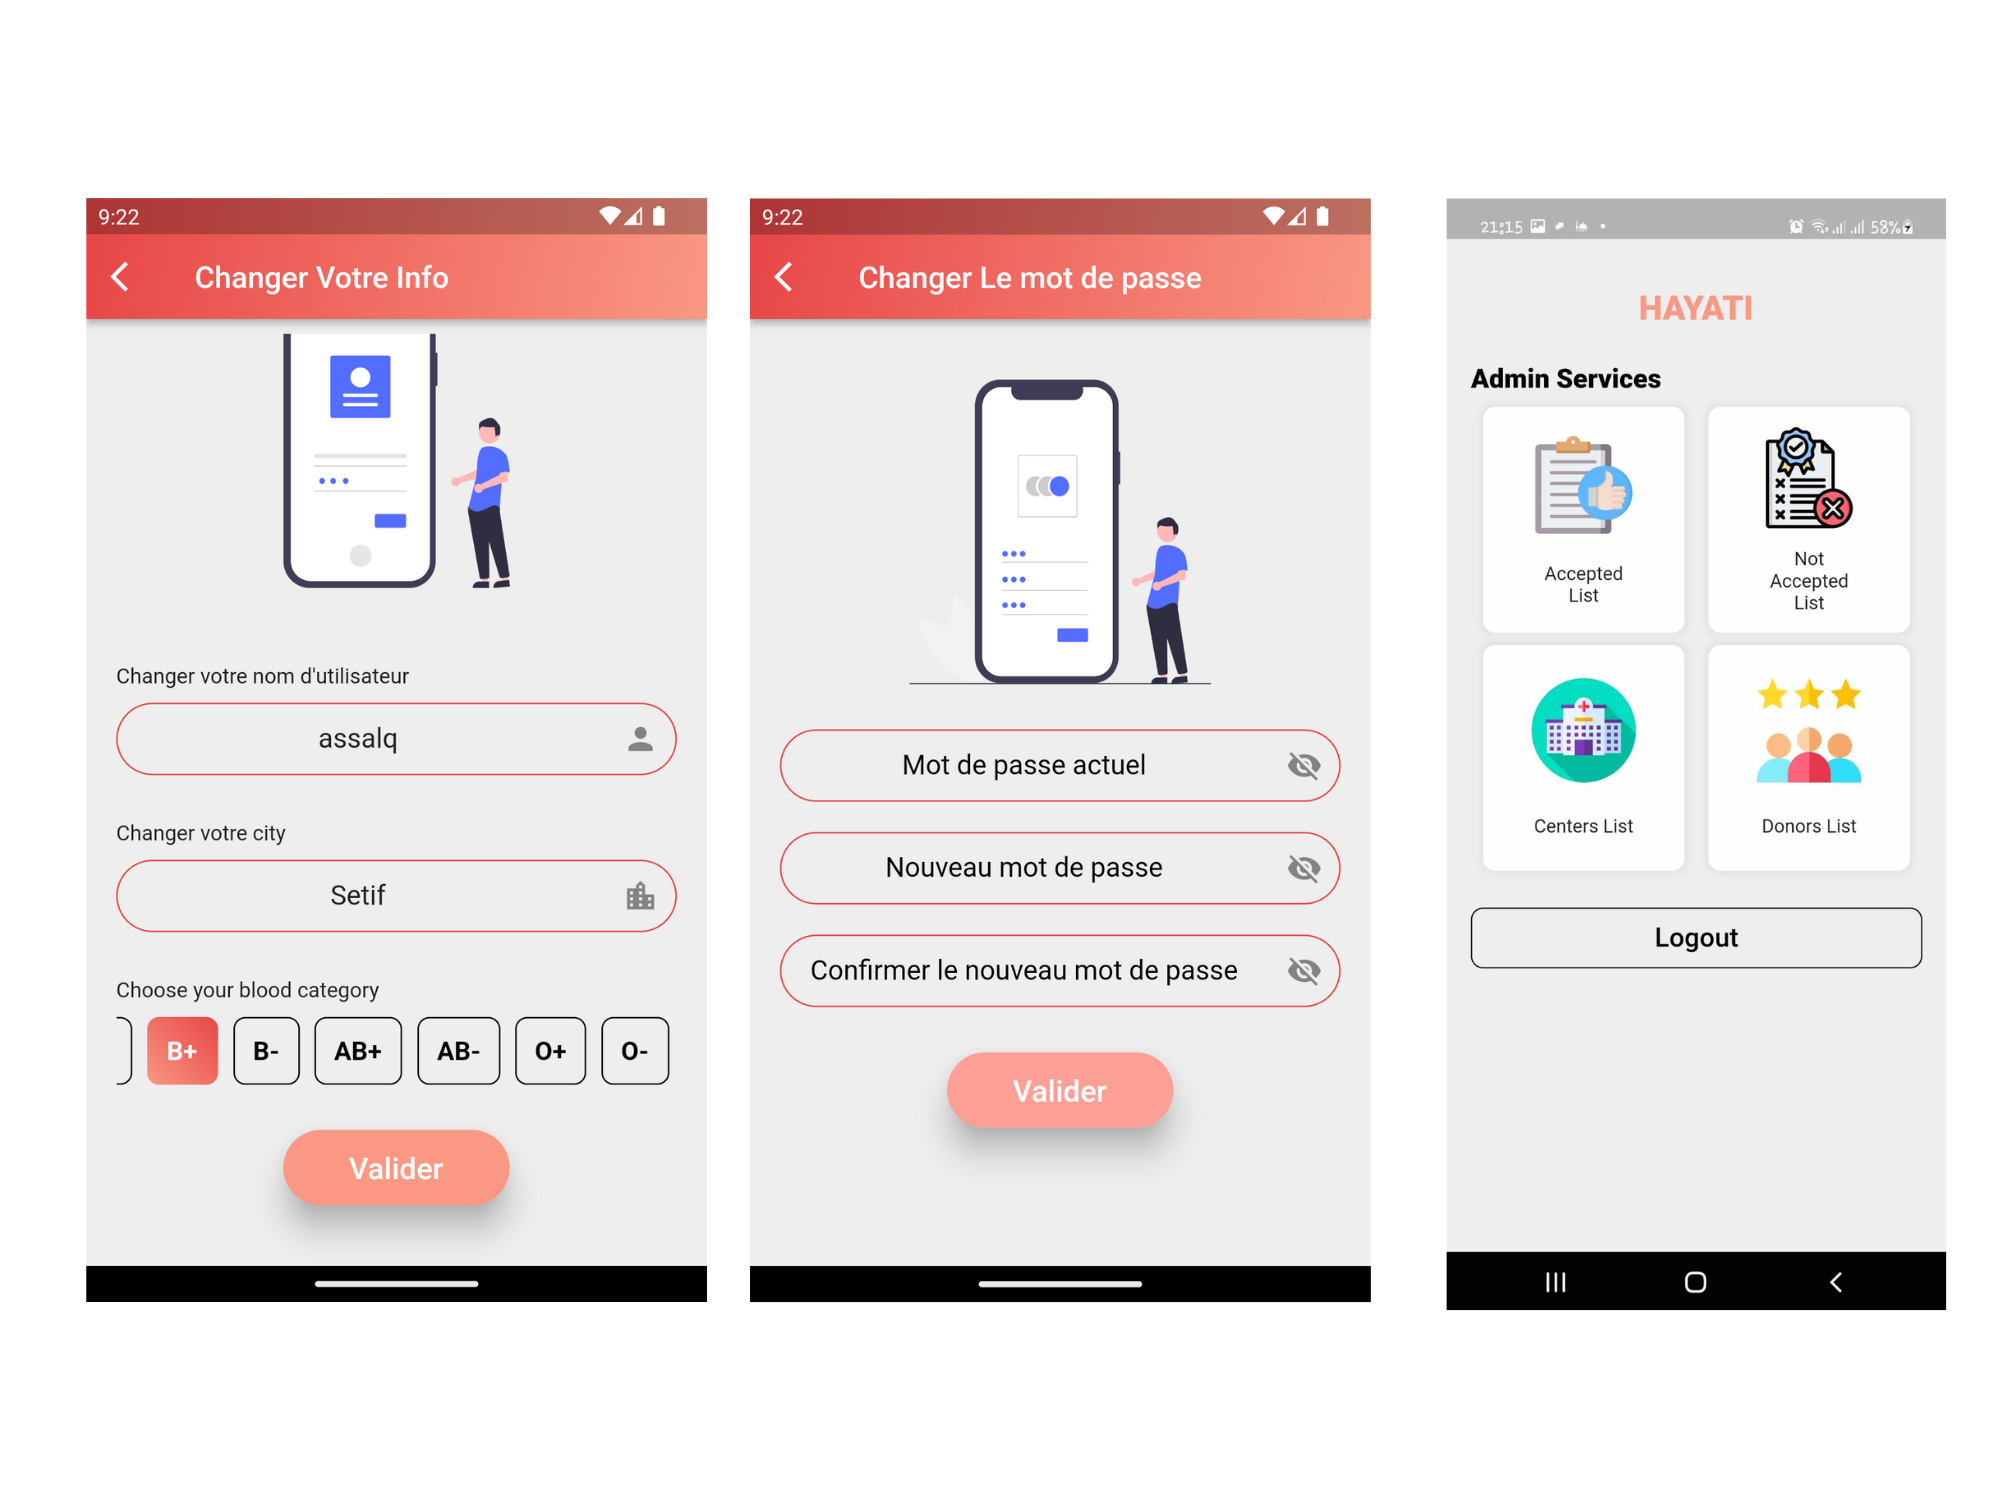 9:22
Changer Votre Info
Changer votre nom d'utilisateur
assalq
Changer votre city
Setif
Choose your blood category
B+ B- AB+ AB- O+ O-
Valider
9:22
Changer Le mot de passe
Mot de passe actuel
Nouveau mot de passe
Confirmer le nouveau mot de passe
Valider
21:15 58%
HAYATI
Admin Services
Accepted
List
Not
Accepted
List
Centers List
Donors List
Logout